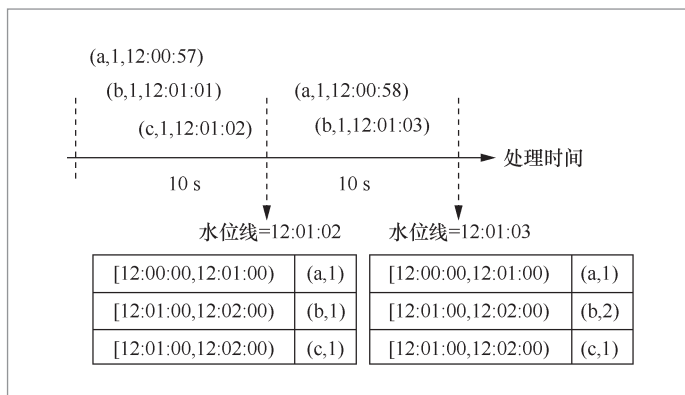 (a,1,12:00:57)
(b,1,12:01:01) (a,1,12:00:58)
(c,1,12:01:02) (b,1,12:01:03)
处理时间
10 s 10 s
水位线=12:01:02 水位线=12:01:03
[12:00:00,12:01:00) (a,1) [12:00:00,12:01:00) (a,1)
[12:01:00,12:02:00) (b,1) [12:01:00,12:02:00) (b,2)
[12:01:00,12:02:00) (c,1) [12:01:00,12:02:00) (c,1)